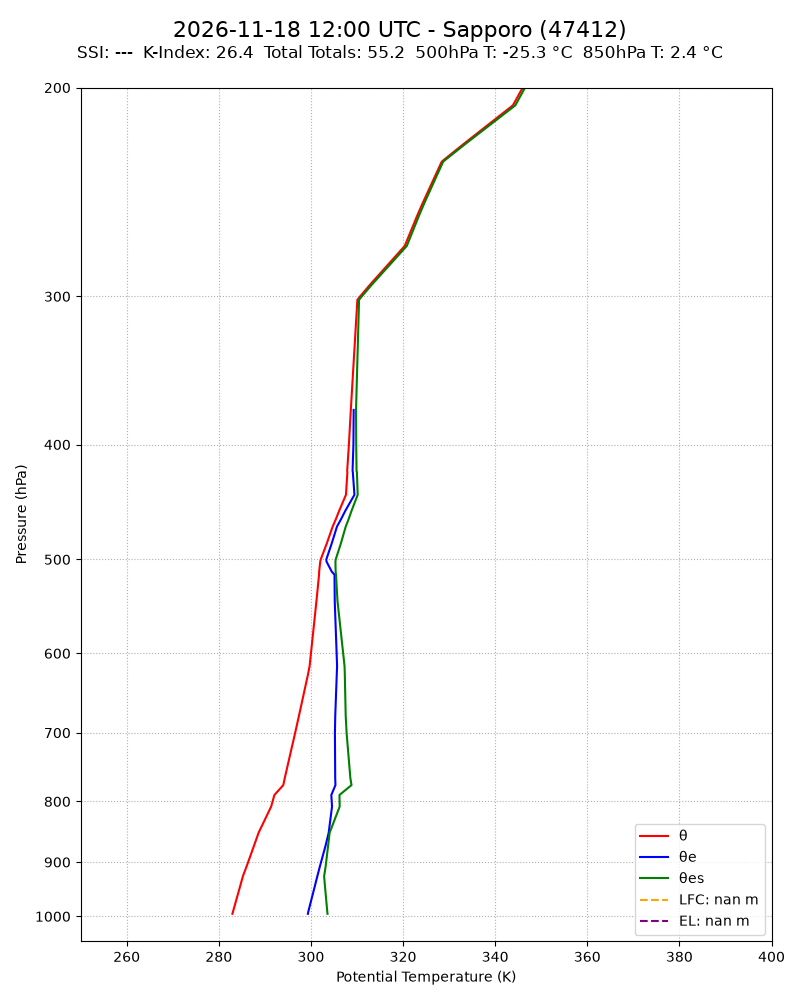 2026-11-18 12:00 UTC - Sapporo (47412)
SSI: --- K-Index: 26.4 Total Totals: 55.2 500hPa T: -25.3 °C 850hPa T: 2.4 °C
200
300
400
500
600
700
800
900
1000
Pressure (hPa)
260 280 300 320 340 360 380 400
Potential Temperature (K)
θ
θe
θes
LFC: nan m
EL: nan m